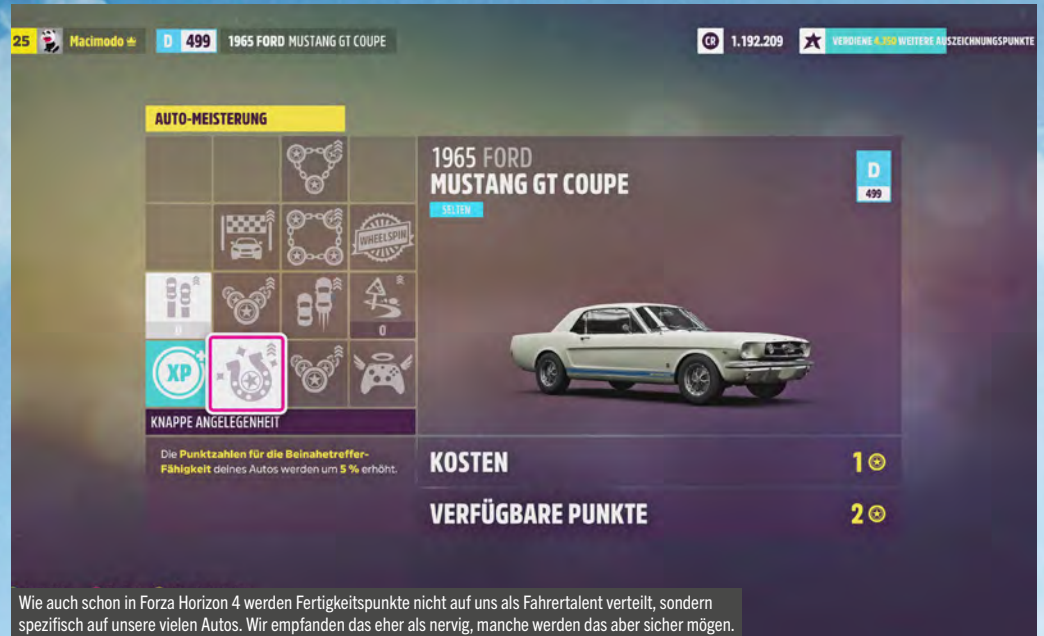 25 Macimodo D 499 1965 FORD MUSTANG GT COUPE CR 1.192.209 VERDIENE 4.350 WEITERE AUSZEICHNUNGSPUNKTE
AUTO-MEISTERUNG
1965 FORD
MUSTANG GT COUPE
D
499
SELTEN
WHEELSPIN
0
0
XP
KNAPPE ANGELEGENHEIT
Die Punktzahlen für die Beinahetreffer-
Fähigkeit deines Autos werden um 5 % erhöht.
KOSTEN 1
VERFÜGBARE PUNKTE 2
Wie auch schon in Forza Horizon 4 werden Fertigkeitspunkte nicht auf uns als Fahrertalent verteilt, sondern
spezifisch auf unsere vielen Autos. Wir empfanden das eher als nervig, manche werden das aber sicher mögen.